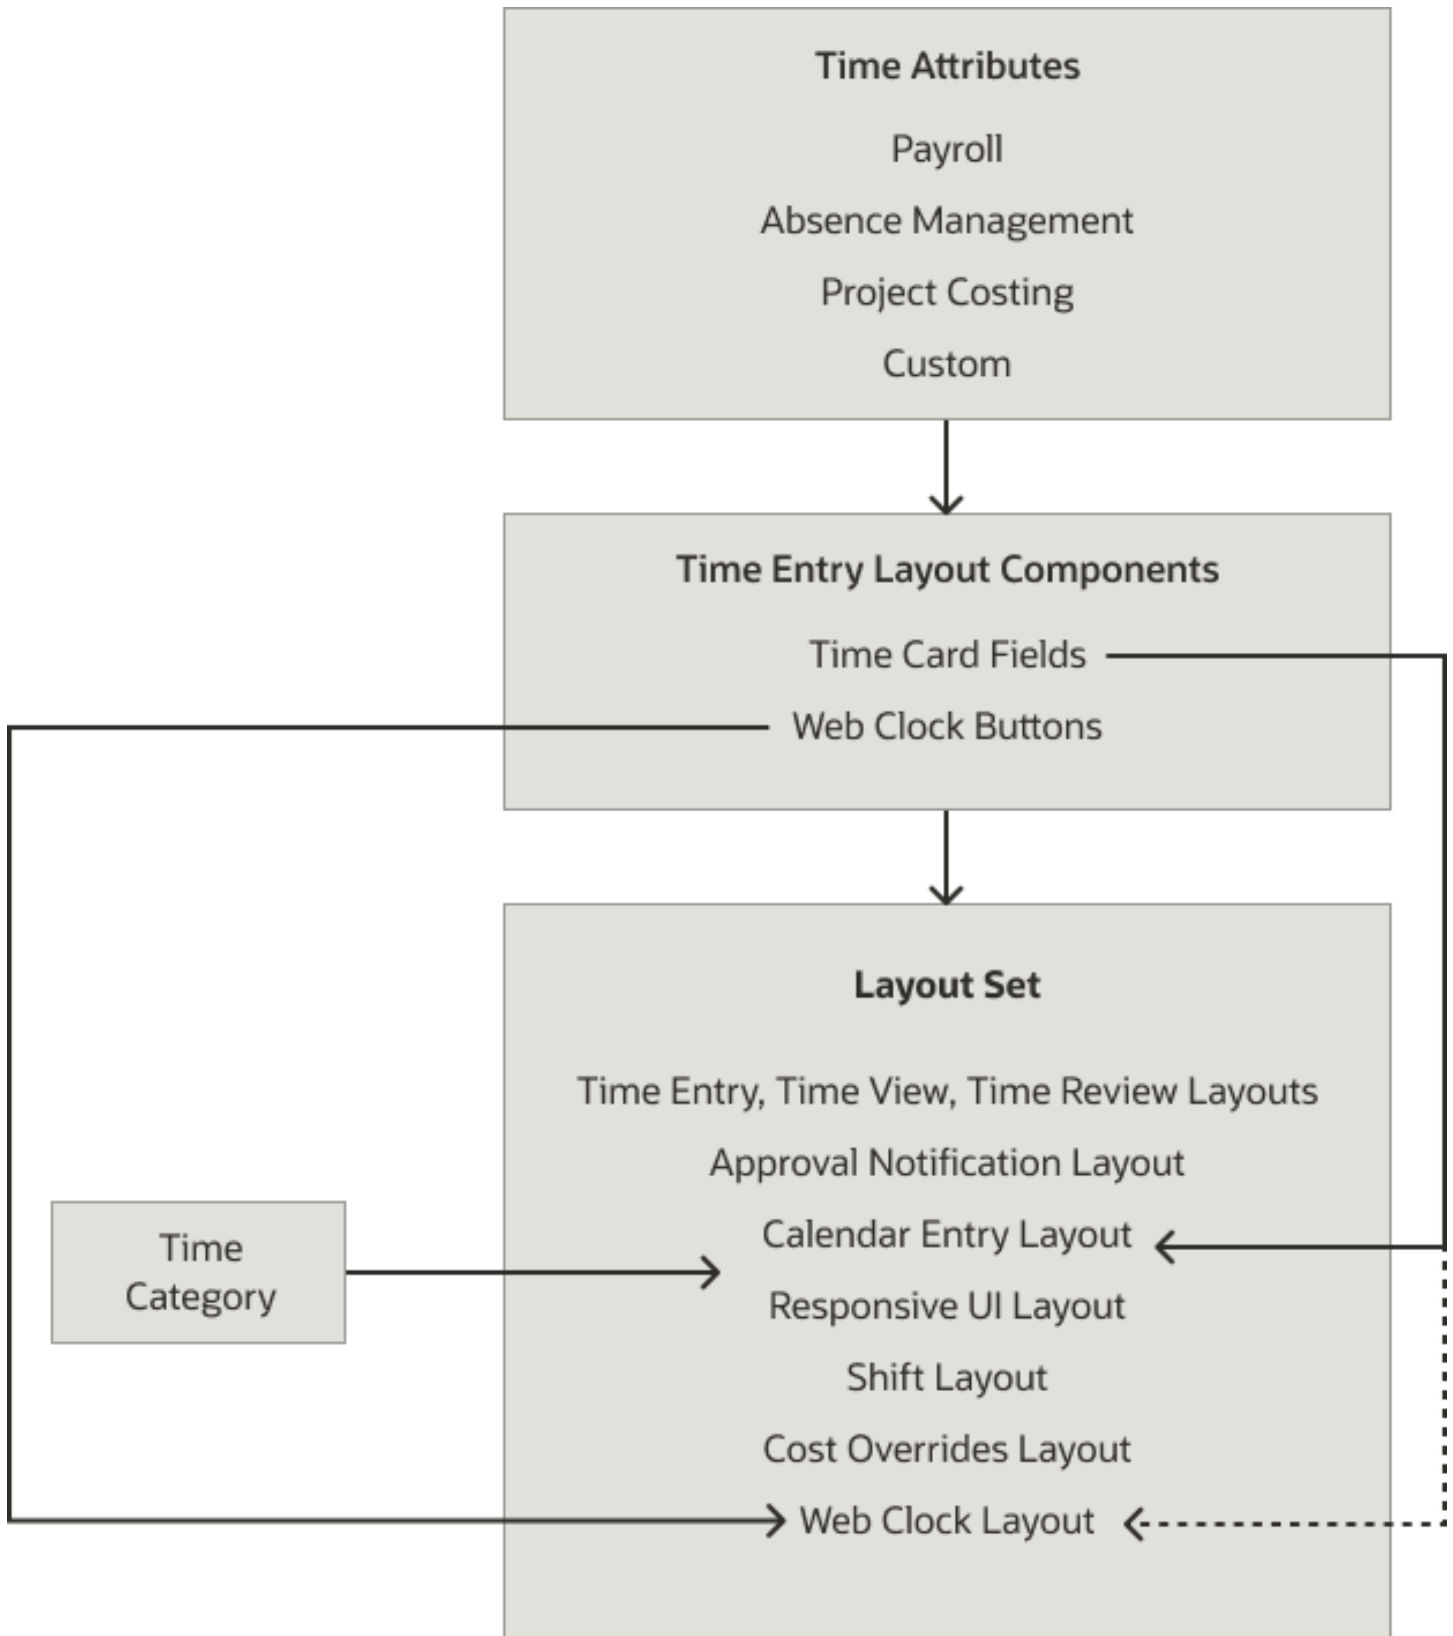 Time Attributes
Payroll
Absence Management
Project Costing
Custom
Time Entry Layout Components
Time Card Fields
Web Clock Buttons
Layout Set
Time Entry, Time View, Time Review Layouts
Approval Notification Layout
Calendar Entry Layout
Time
Category
Responsive UI Layout
Shift Layout
Cost Overrides Layout
Web Clock Layout